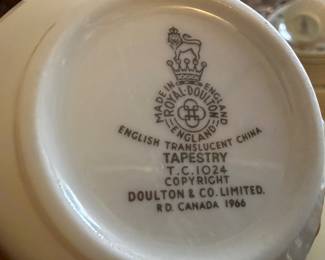 MADE IN ENGLAND
ROYAL·DOULTON
ENGLAND
ENGLISH TRANSLUCENT CHINA
TAPESTRY
T.C. 1024
COPYRIGHT
DOULTON & CO. LIMITED.
RD. CANADA 1966